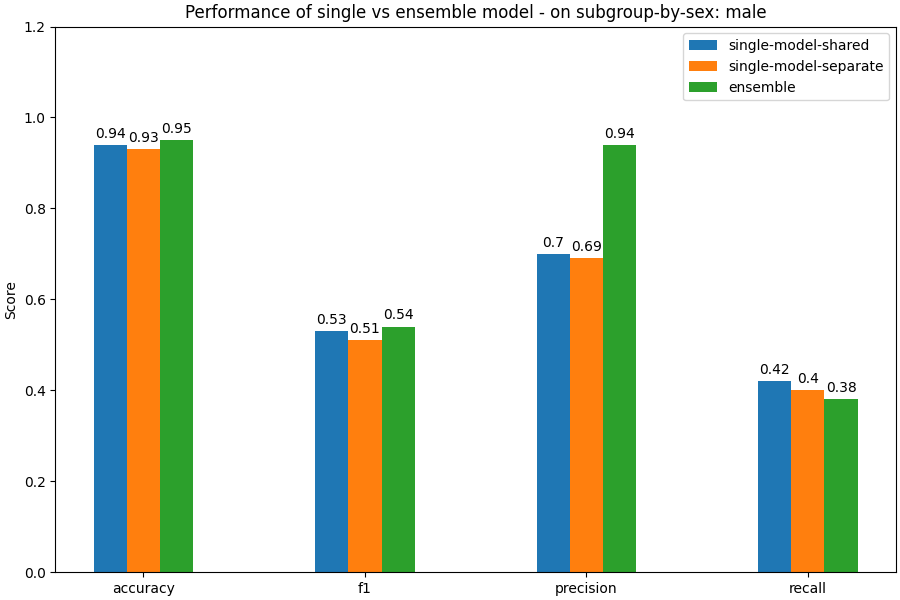 Performance of single vs ensemble model - on subgroup-by-sex: male
1.2
1.0
0.8
0.6
0.4
0.2
0.0
Score
single-model-shared
single-model-separate
ensemble
0.94
0.93
0.95
0.53
0.51
0.54
0.7
0.69
0.94
0.42
0.4
0.38
accuracy
f1
precision
recall